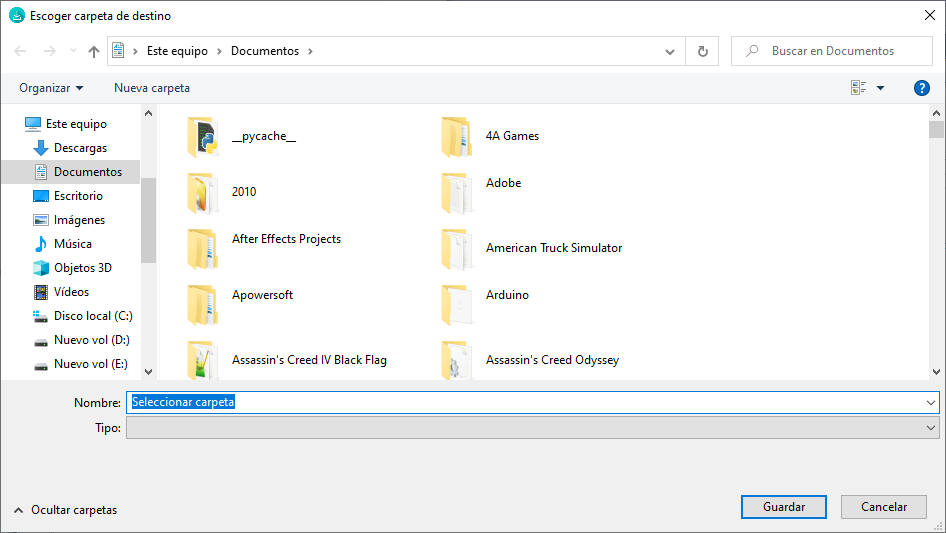 Escoger carpeta de destino
Este equipo > Documentos >
Buscar en Documentos
Organizar
Nueva carpeta
Este equipo
Descargas
Documentos
Escritorio
Imágenes
Música
Objetos 3D
Vídeos
Disco local (C:)
Nuevo vol (D:)
Nuevo vol (E:)
__pycache__
4A Games
2010
Adobe
After Effects Projects
American Truck Simulator
Apowersoft
Arduino
Assassin's Creed IV Black Flag
Assassin's Creed Odyssey
Nombre: Seleccionar carpeta
Tipo:
Ocultar carpetas
Guardar
Cancelar